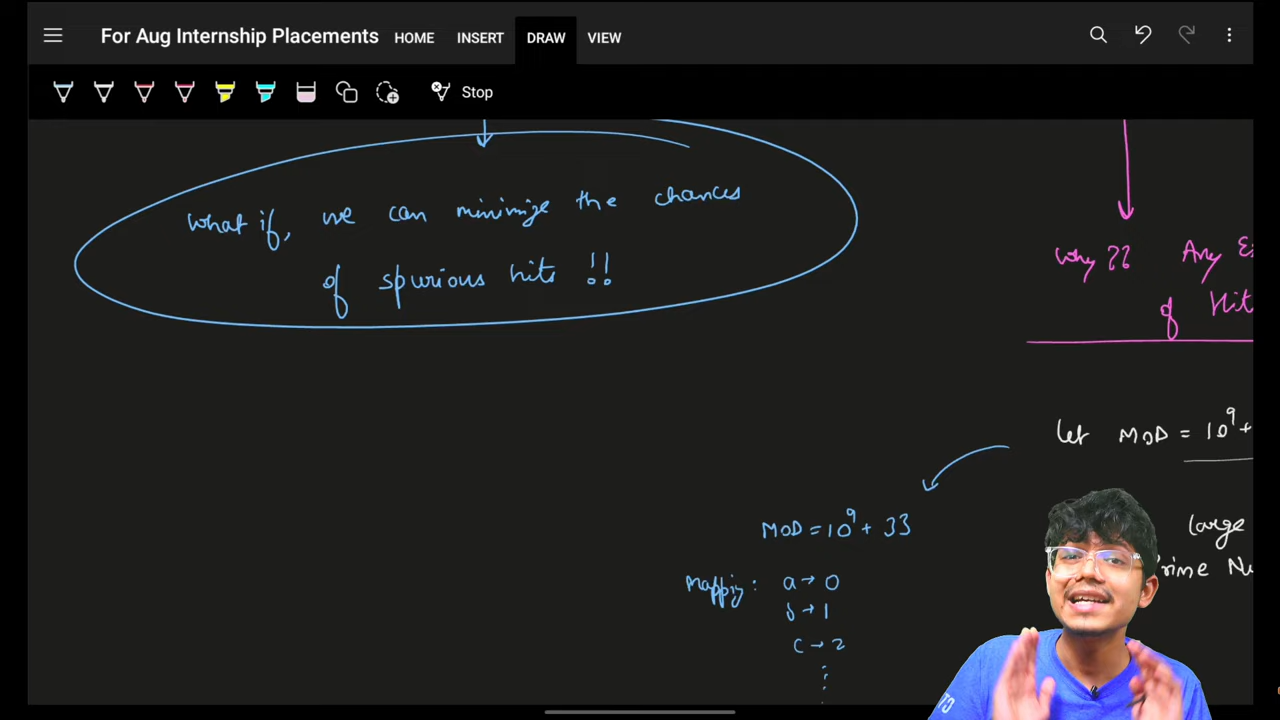 For Aug Internship Placements HOME INSERT DRAW VIEW
Stop
what if, we can minimize the chances
of spurious hits !!
Why ?? Any
of Hit
let MOD = 10⁹ +
MOD = 10⁹ + 33
large
Mapping : a → 0
b → 1
c → 2
⋮